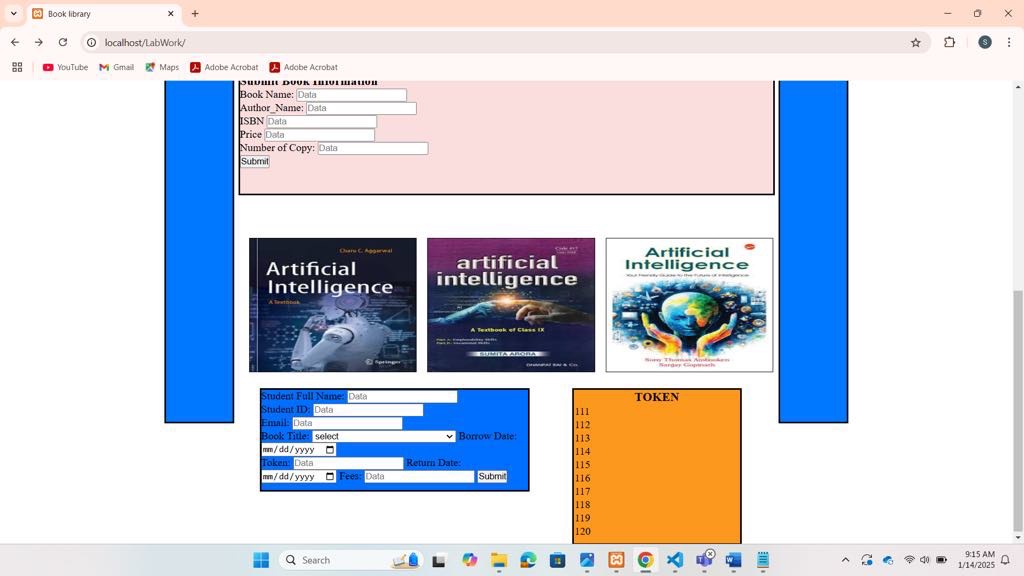 Book library
localhost/LabWork/
S
YouTube
Gmail
Maps
Adobe Acrobat
Adobe Acrobat
Submit Book Information
Book Name: Data
Author_Name: Data
ISBN Data
Price Data
Number of Copy: Data
Submit
Charu C. Aggarwal
Artificial
Intelligence
A Textbook
Springer
artificial
intelligence
A Textbook of Class IX
SUMITA ARORA
DHANPAT RAI & Co.
Artificial
Intelligence
Your Friendly Guide to the Future of Intelligence
Sanjay Gopinath
Student Full Name: Data
Student ID: Data
Email: Data
Book Title: select Borrow Date:
mm/dd/yyyy
Token: Data Return Date:
mm/dd/yyyy Fees: Data Submit
TOKEN
111
112
113
114
115
116
117
118
119
120
Search
9:15 AM
1/14/2025